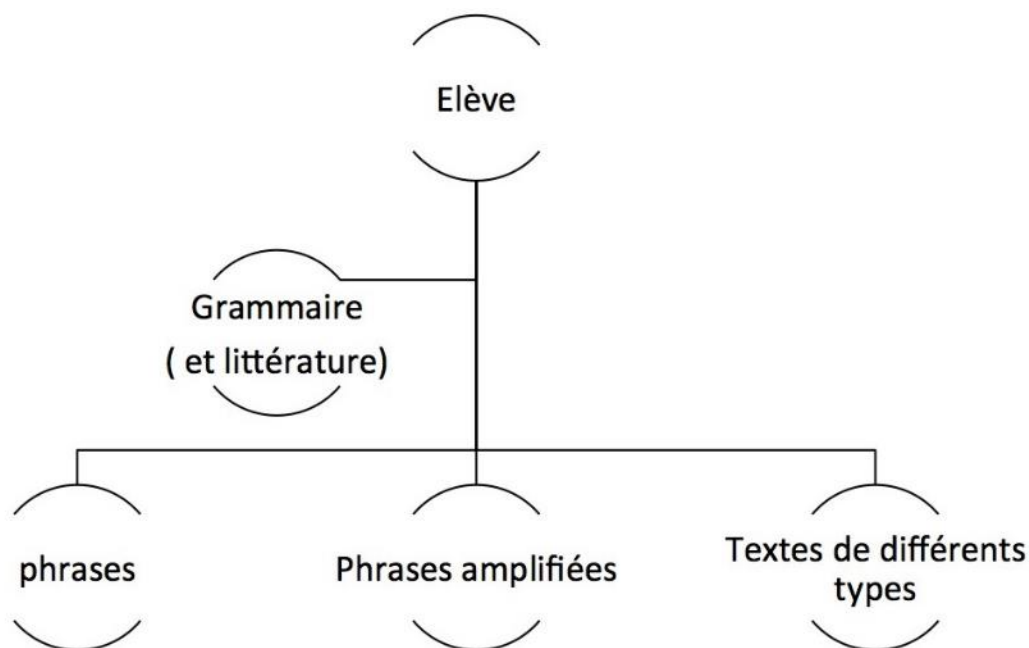 Elève
Grammaire
( et littérature)
phrases
Phrases amplifiées
Textes de différents
types